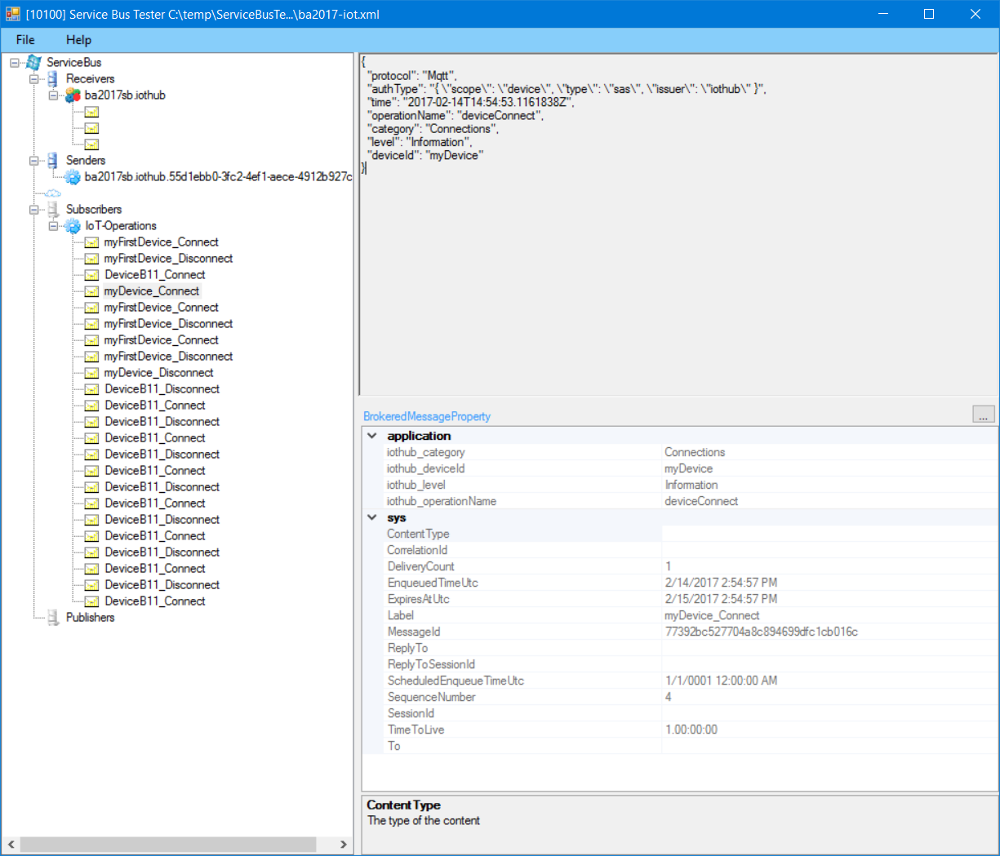 [10100] Service Bus Tester C:\temp\ServiceBusTe...\ba2017-iot.xml
File Help
ServiceBus
Receivers
ba2017sb.iothub
Senders
ba2017sb.iothub.55d1ebb0-3fc2-4ef1-aece-4912b927c
Subscribers
IoT-Operations
myFirstDevice_Connect
myFirstDevice_Disconnect
DeviceB11_Connect
myDevice_Connect
myFirstDevice_Connect
myFirstDevice_Disconnect
myFirstDevice_Connect
myFirstDevice_Disconnect
myDevice_Disconnect
DeviceB11_Disconnect
DeviceB11_Connect
DeviceB11_Disconnect
DeviceB11_Connect
DeviceB11_Disconnect
DeviceB11_Connect
DeviceB11_Disconnect
DeviceB11_Connect
DeviceB11_Disconnect
DeviceB11_Connect
DeviceB11_Disconnect
DeviceB11_Connect
DeviceB11_Disconnect
DeviceB11_Connect
Publishers
{
"protocol": "Mqtt",
"authType": "{ \"scope\": \"device\", \"type\": \"sas\", \"issuer\": \"iothub\" }",
"time": "2017-02-14T14:54:53.1161838Z",
"operationName": "deviceConnect",
"category": "Connections",
"level": "Information",
"deviceId": "myDevice"
}
BrokeredMessageProperty ...
application
iothub_category Connections
iothub_deviceId myDevice
iothub_level Information
iothub_operationName deviceConnect
sys
ContentType
CorrelationId
DeliveryCount 1
EnqueuedTimeUtc 2/14/2017 2:54:57 PM
ExpiresAtUtc 2/15/2017 2:54:57 PM
Label myDevice_Connect
MessageId 77392bc527704a8c894699dfc1cb016c
ReplyTo
ReplyToSessionId
ScheduledEnqueueTimeUtc 1/1/0001 12:00:00 AM
SequenceNumber 4
SessionId
TimeToLive 1.00:00:00
To
ContentType
The type of the content